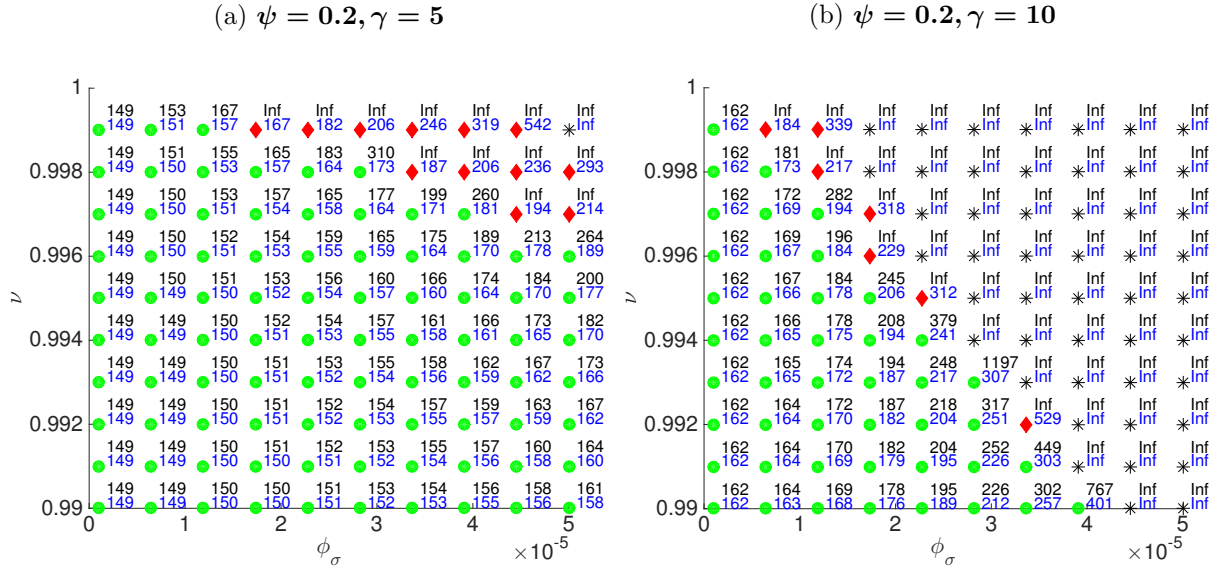 (a) ψ = 0.2, γ = 5
1
149 153 167 Inf Inf Inf Inf Inf Inf Inf
149 151 157 167 182 206 246 319 542 Inf
149 151 155 165 183 310 Inf Inf Inf Inf
0.998 149 150 153 157 164 173 187 206 236 293
149 150 153 157 165 177 199 260 Inf Inf
149 150 151 154 158 164 171 181 194 214
149 150 152 154 159 165 175 189 213 264
0.996 149 150 151 153 155 159 164 170 178 189
149 150 151 153 156 160 166 174 184 200
149 149 150 152 154 157 160 164 170 177
149 149 150 152 154 157 161 166 173 182
0.994 149 149 150 151 153 155 158 161 165 170
149 149 150 151 153 155 158 162 167 173
149 149 150 151 152 154 156 159 162 166
149 149 150 151 152 154 157 159 163 167
0.992 149 149 150 151 152 153 155 157 159 162
149 149 150 151 152 153 155 157 160 164
149 149 150 150 151 152 154 156 158 160
149 149 150 150 151 153 154 156 158 161
0.99 149 149 150 150 151 152 153 155 156 158
ν
0 1 2 3 4 5
ϕσ
×10⁻⁵
(b) ψ = 0.2, γ = 10
1
162 Inf Inf Inf Inf Inf Inf Inf Inf Inf
162 184 339 Inf Inf Inf Inf Inf Inf Inf
162 181 Inf Inf Inf Inf Inf Inf Inf Inf
0.998 162 173 217 Inf Inf Inf Inf Inf Inf Inf
162 172 282 Inf Inf Inf Inf Inf Inf Inf
162 169 194 318 Inf Inf Inf Inf Inf Inf
162 169 196 Inf Inf Inf Inf Inf Inf Inf
0.996 162 167 184 229 Inf Inf Inf Inf Inf Inf
162 167 184 245 Inf Inf Inf Inf Inf Inf
162 166 178 206 312 Inf Inf Inf Inf Inf
162 166 178 208 379 Inf Inf Inf Inf Inf
0.994 162 165 175 194 241 Inf Inf Inf Inf Inf
162 165 174 194 248 1197 Inf Inf Inf Inf
162 165 172 187 217 307 Inf Inf Inf Inf
162 164 172 187 218 317 Inf Inf Inf Inf
0.992 162 164 170 182 204 251 529 Inf Inf Inf
162 164 170 182 204 252 449 Inf Inf Inf
162 164 169 179 195 226 303 Inf Inf Inf
162 164 169 178 195 226 302 767 Inf Inf
0.99 162 163 168 176 189 212 257 401 Inf Inf
ν
0 1 2 3 4 5
ϕσ
×10⁻⁵